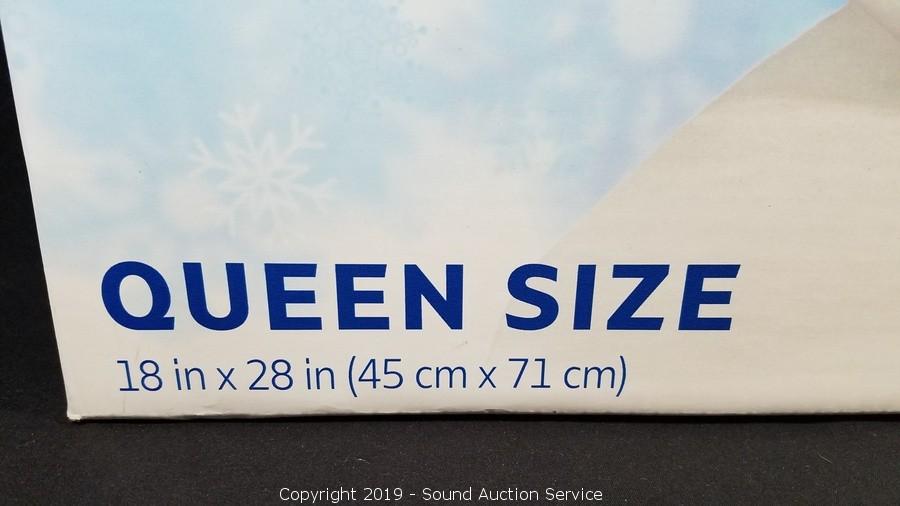 QUEEN SIZE
18 in x 28 in (45 cm x 71 cm)
Copyright 2019 - Sound Auction Service